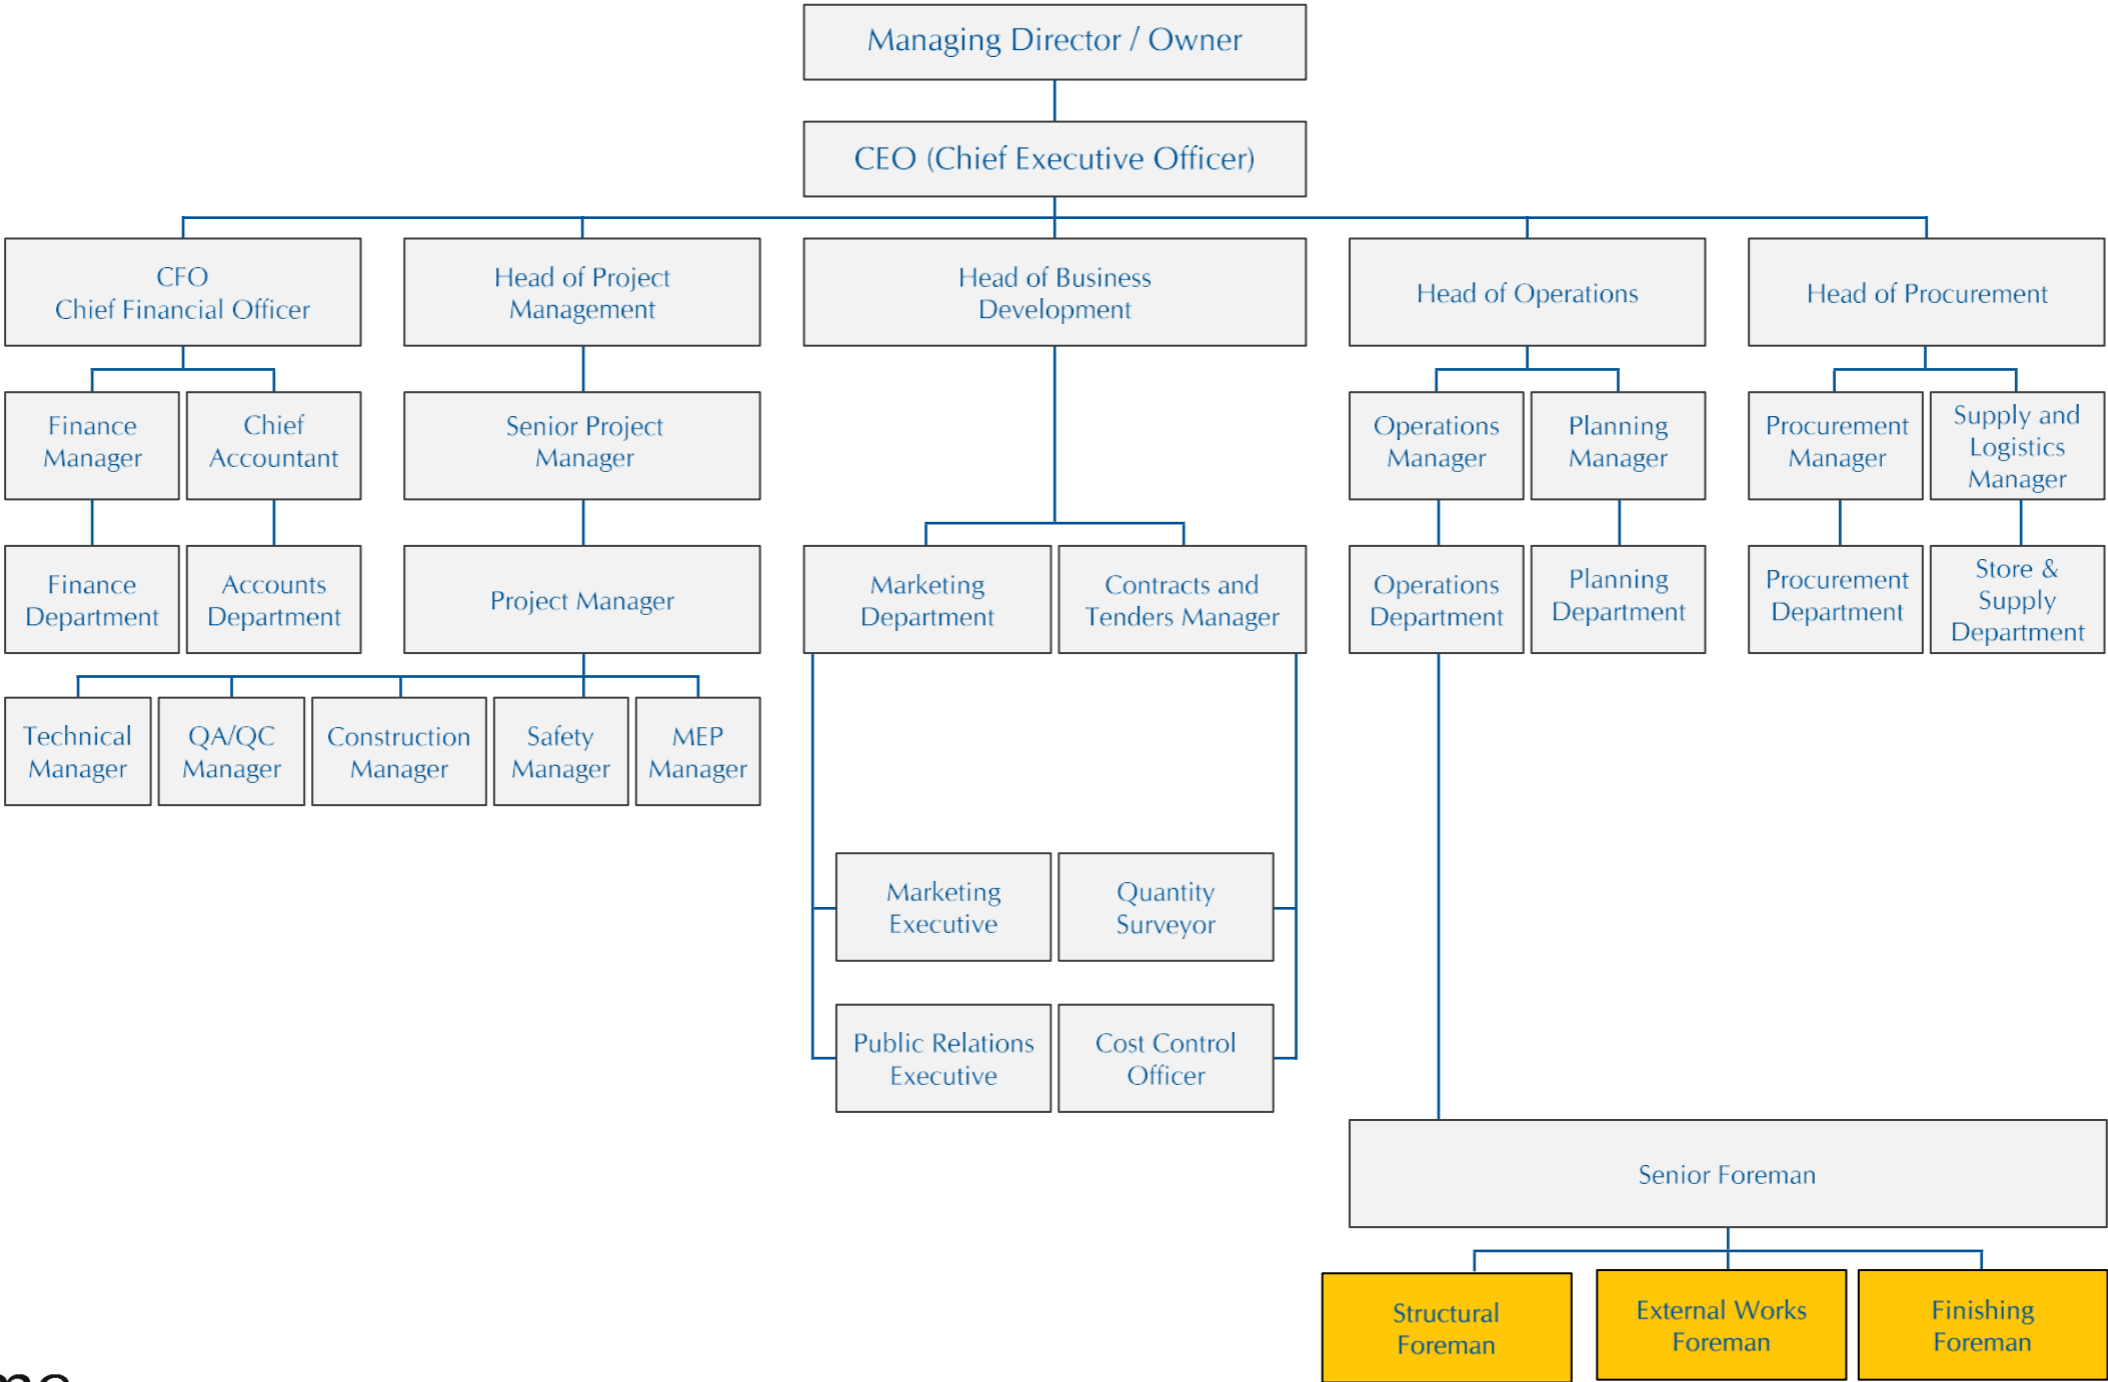 Managing Director / Owner
CEO (Chief Executive Officer)
CFO
Chief Financial Officer
Head of Project
Management
Head of Business
Development
Head of Operations
Head of Procurement
Finance
Manager
Chief
Accountant
Senior Project
Manager
Operations
Manager
Planning
Manager
Procurement
Manager
Supply and
Logistics
Manager
Finance
Department
Accounts
Department
Project Manager
Marketing
Department
Contracts and
Tenders Manager
Operations
Department
Planning
Department
Procurement
Department
Store &
Supply
Department
Technical
Manager
QA/QC
Manager
Construction
Manager
Safety
Manager
MEP
Manager
Marketing
Executive
Quantity
Surveyor
Public Relations
Executive
Cost Control
Officer
Senior Foreman
Structural
Foreman
External Works
Foreman
Finishing
Foreman